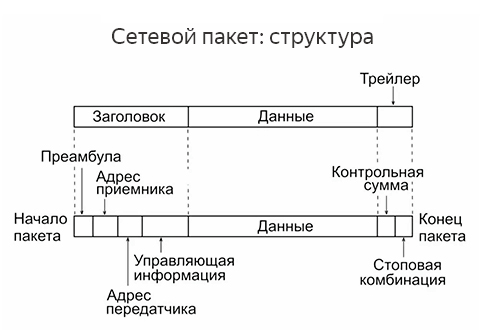 Сетевой пакет: структура
Трейлер
Заголовок
Данные
Преамбула
Адрес
приемника
Контрольная
сумма
Начало
пакета
Данные
Конец
пакета
Управляющая
информация
Стоповая
комбинация
Адрес
передатчика